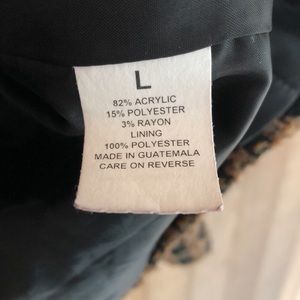 L
82% ACRYLIC
15% POLYESTER
3% RAYON
LINING
100% POLYESTER
MADE IN GUATEMALA
CARE ON REVERSE